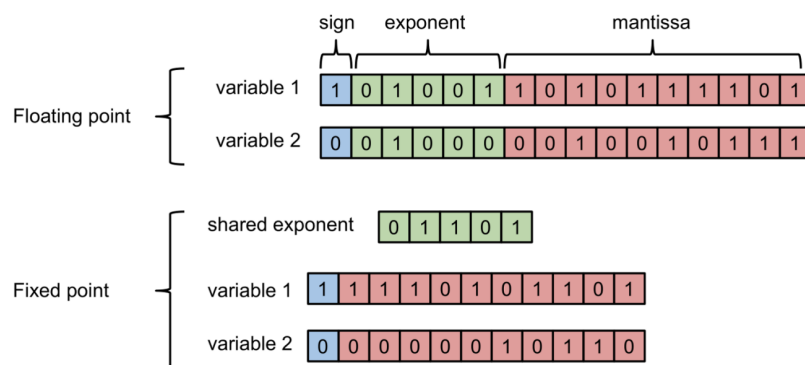 sign exponent mantissa
variable 1 1 0 1 0 0 1 1 0 1 0 1 1 1 1 0 1
Floating point
variable 2 0 0 1 0 0 0 0 0 1 0 0 1 0 1 1 1
shared exponent 0 1 1 0 1
Fixed point
variable 1 1 1 1 1 0 1 0 1 1 0 1
variable 2 0 0 0 0 0 0 1 0 1 1 0